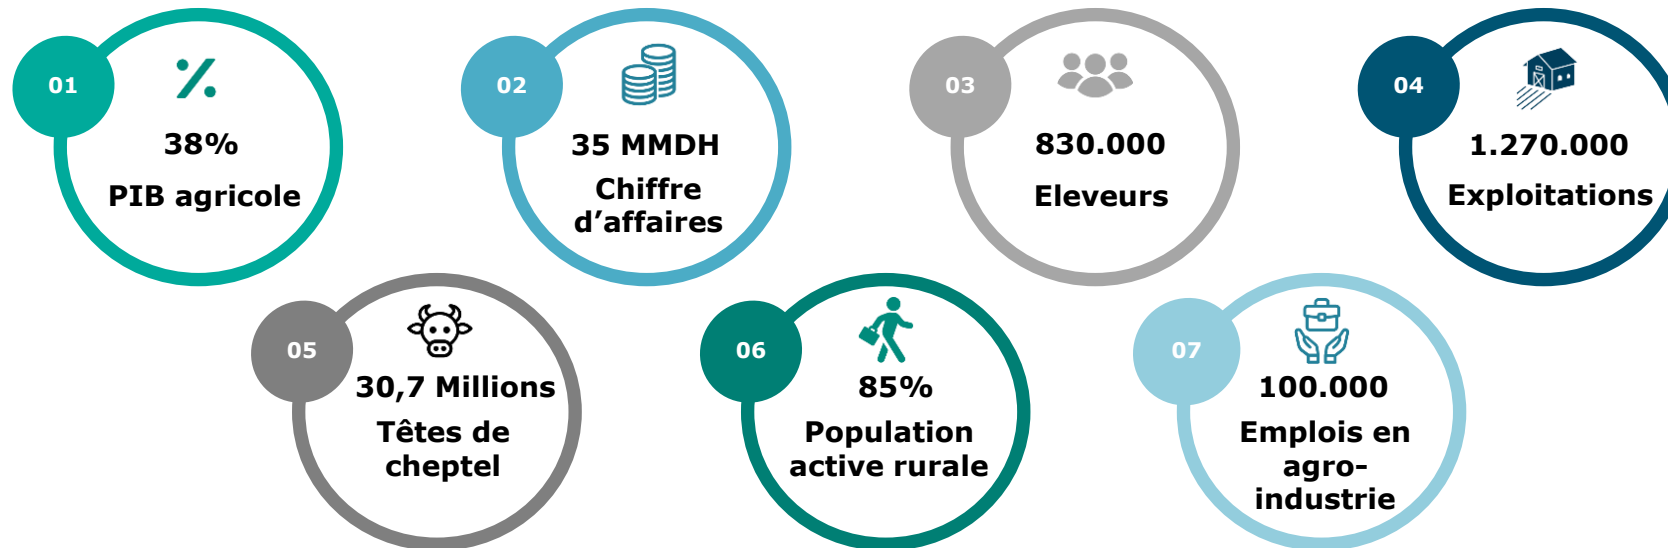 01
38%
PIB agricole
02
35 MMDH
Chiffre
d’affaires
03
830.000
Eleveurs
04
1.270.000
Exploitations
05
30,7 Millions
Têtes de
cheptel
06
85%
Population
active rurale
07
100.000
Emplois en
agro-
industrie